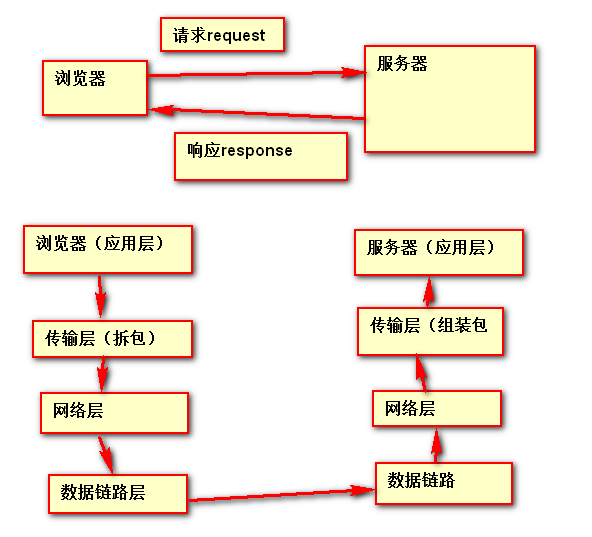 请求request
浏览器
服务器
响应response
浏览器（应用层）
服务器（应用层）
传输层（拆包）
传输层（组装包
网络层
网络层
数据链路层
数据链路